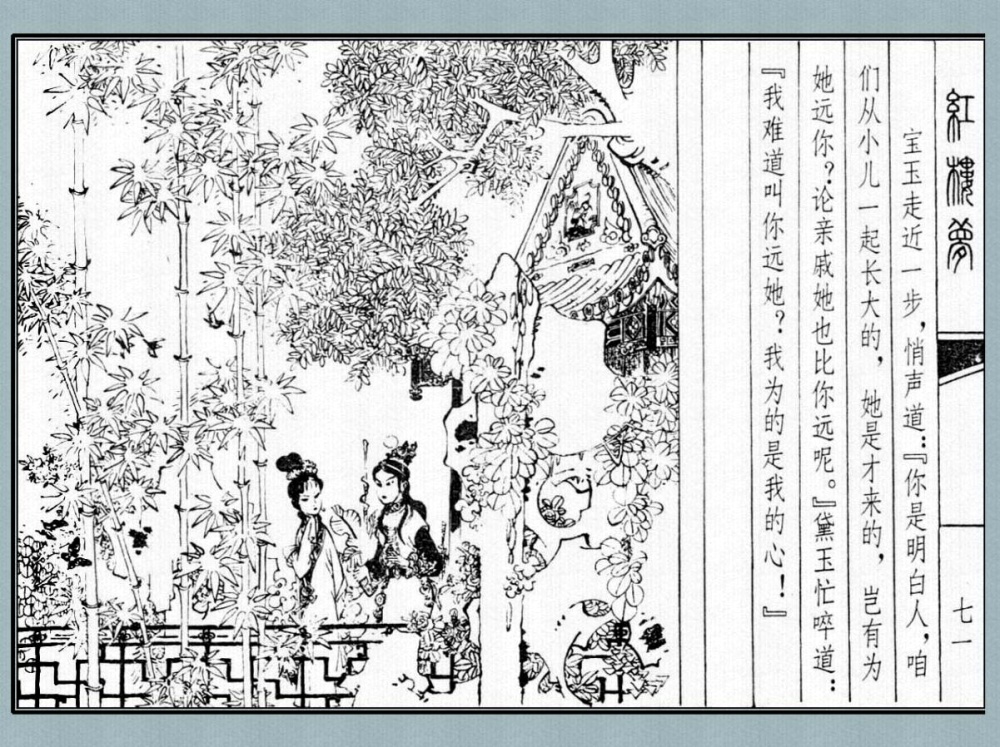 紅樓夢
七一
宝玉走近一步，悄声道：『你是明白人，咱
们从小儿一起长大的，她是才来的，岂有为
她远你？论亲戚她也比你远呢。』黛玉忙啐道：
『我难道叫你远她？我为的是我的心！』